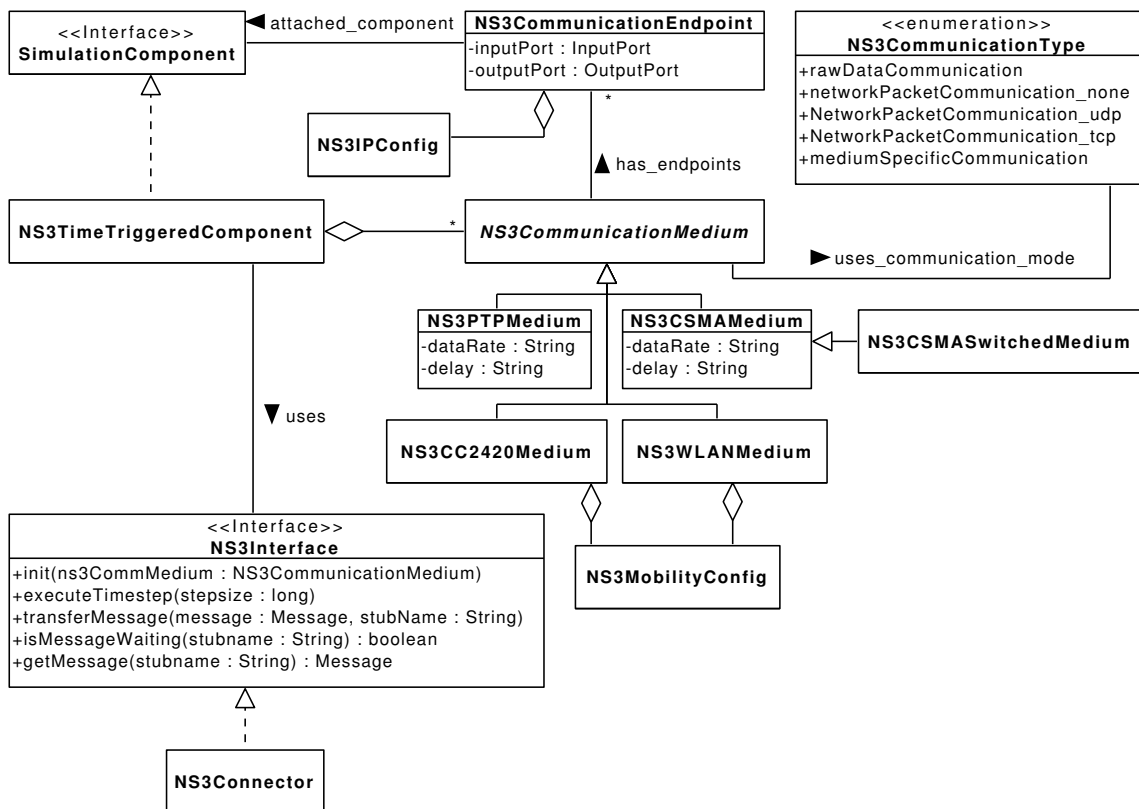 <<Interface>>
SimulationComponent
attached_component
NS3CommunicationEndpoint
-inputPort : InputPort
-outputPort : OutputPort
<<enumeration>>
NS3CommunicationType
+rawDataCommunication
+networkPacketCommunication_none
+NetworkPacketCommunication_udp
+NetworkPacketCommunication_tcp
+mediumSpecificCommunication
*
NS3IPConfig
has_endpoints
NS3TimeTriggeredComponent
*
NS3CommunicationMedium
uses_communication_mode
NS3PTPMedium
-dataRate : String
-delay : String
NS3CSMAMedium
-dataRate : String
-delay : String
NS3CSMASwitchedMedium
uses
NS3CC2420Medium
NS3WLANMedium
<<Interface>>
NS3Interface
+init(ns3CommMedium : NS3CommunicationMedium)
+executeTimestep(stepsize : long)
+transferMessage(message : Message, stubName : String)
+isMessageWaiting(stubname : String) : boolean
+getMessage(stubname : String) : Message
NS3MobilityConfig
NS3Connector